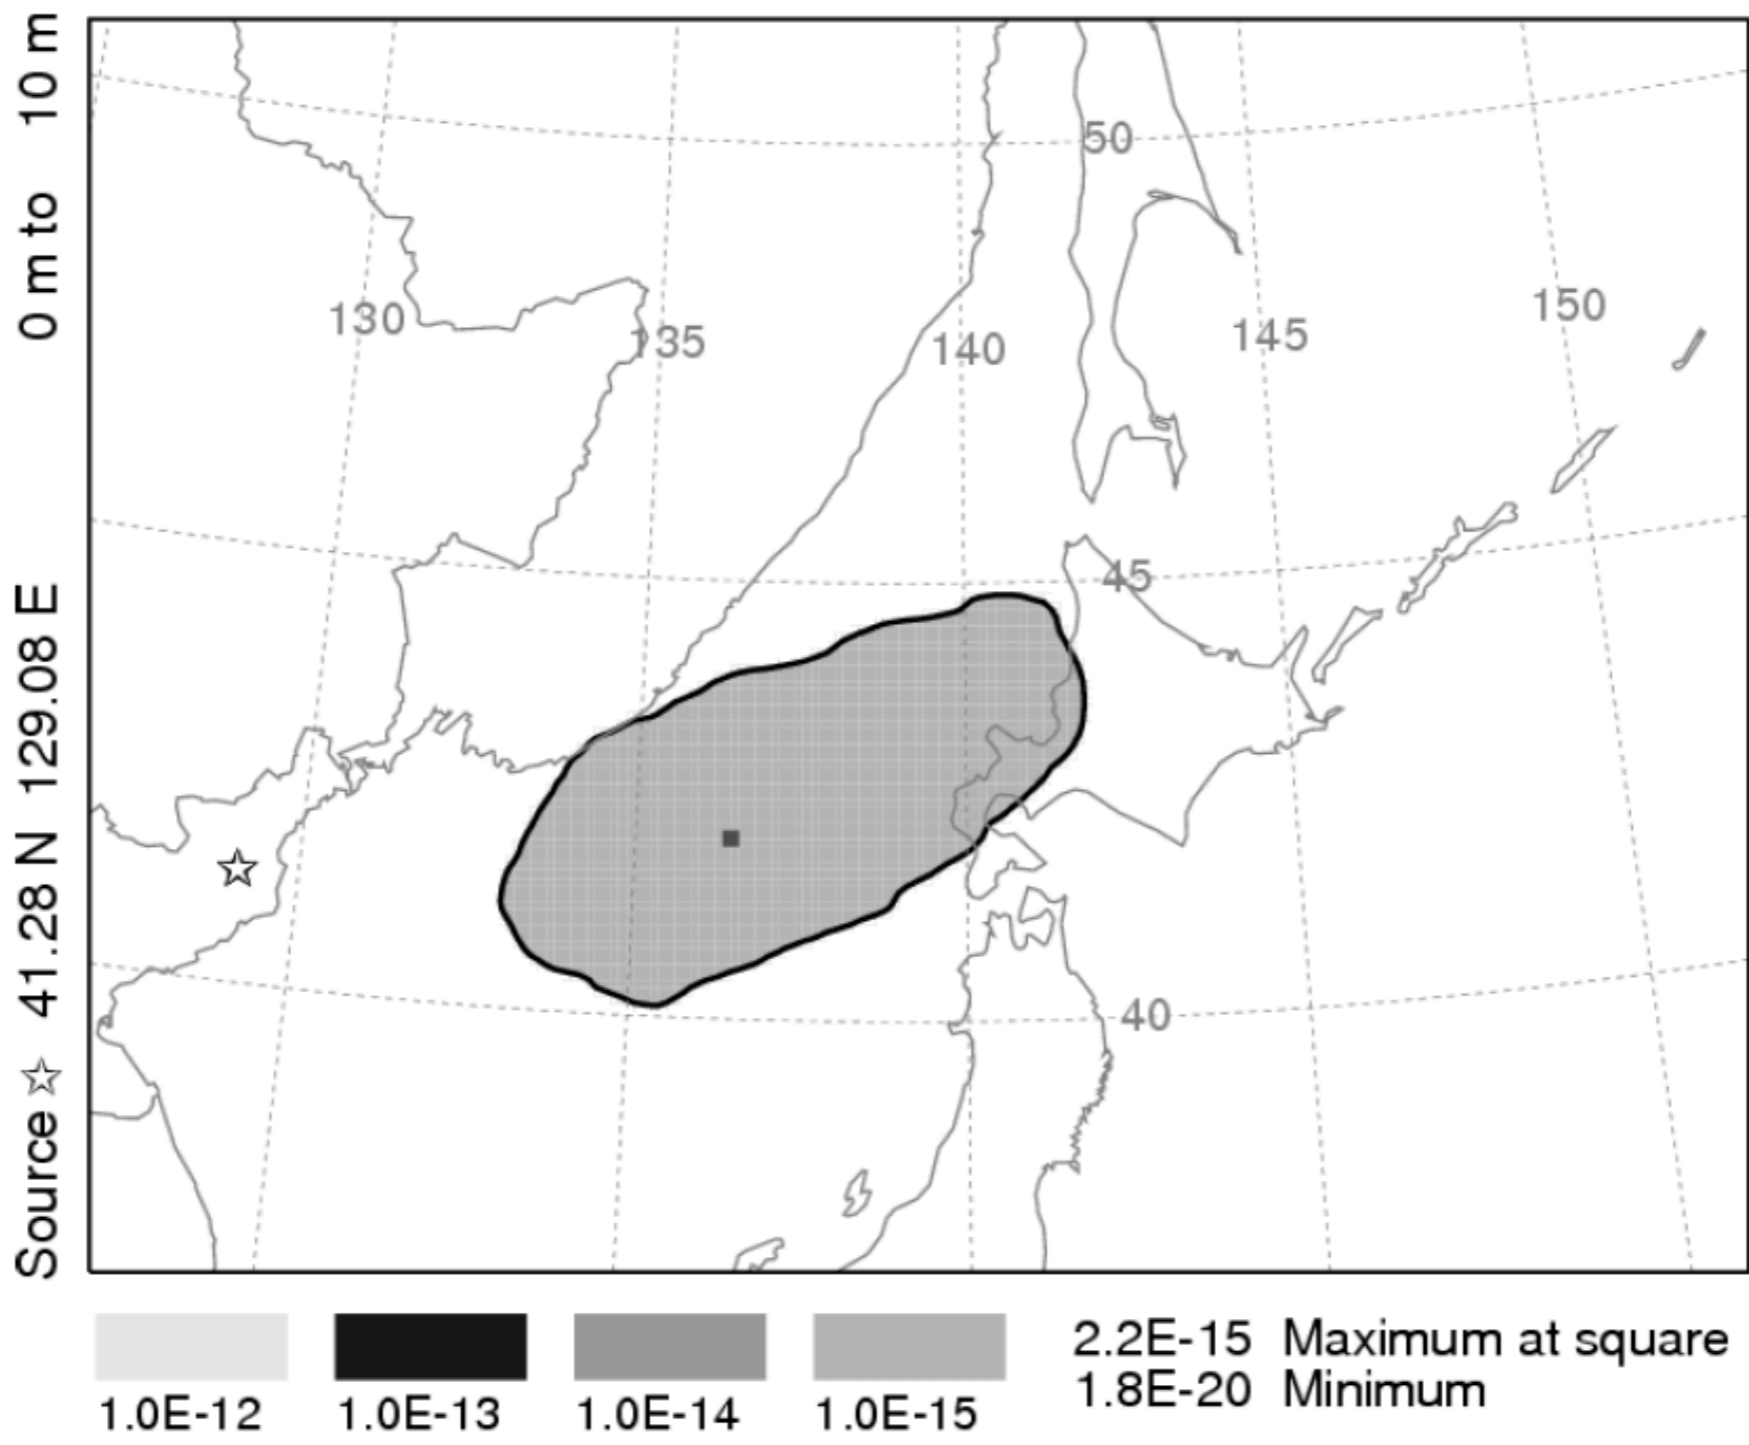 Source ☆ 41.28 N 129.08 E 0 m to 10 m
50
130
135
140
145
150
45
40
1.0E-12
1.0E-13
1.0E-14
1.0E-15
2.2E-15 Maximum at square
1.8E-20 Minimum